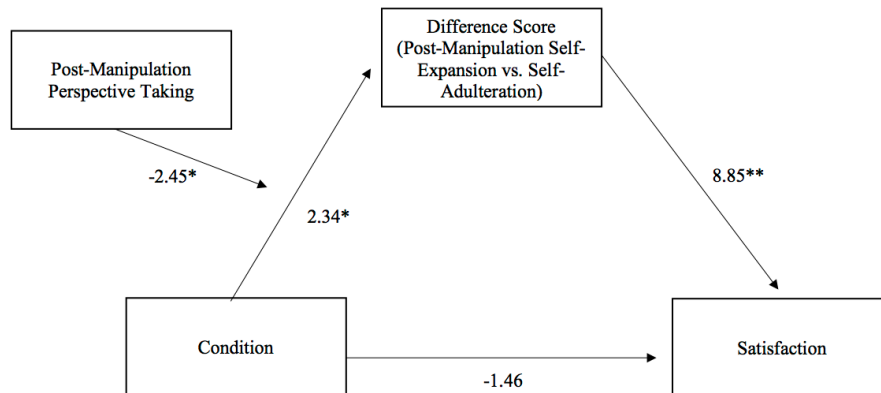 Difference Score
(Post-Manipulation Self-
Expansion vs. Self-
Adulteration)
Post-Manipulation
Perspective Taking
-2.45*
2.34*
8.85**
Condition
Satisfaction
-1.46